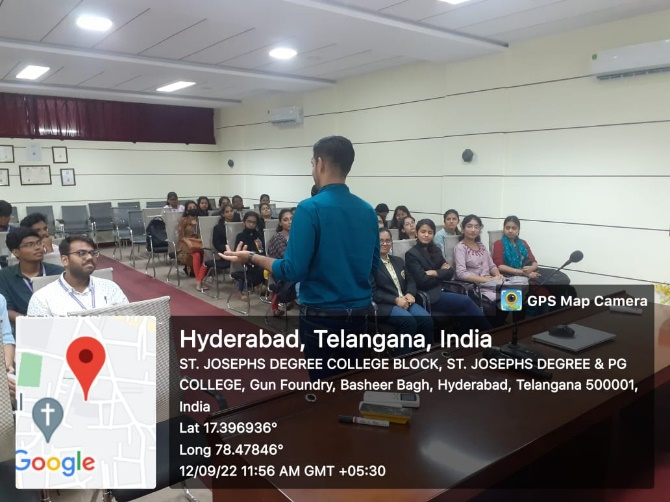 GPS Map Camera
Hyderabad, Telangana, India
ST. JOSEPHS DEGREE COLLEGE BLOCK, ST. JOSEPHS DEGREE & PG
COLLEGE, Gun Foundry, Basheer Bagh, Hyderabad, Telangana 500001,
India
Lat 17.396936°
Long 78.47846°
12/09/22 11:56 AM GMT +05:30
Google